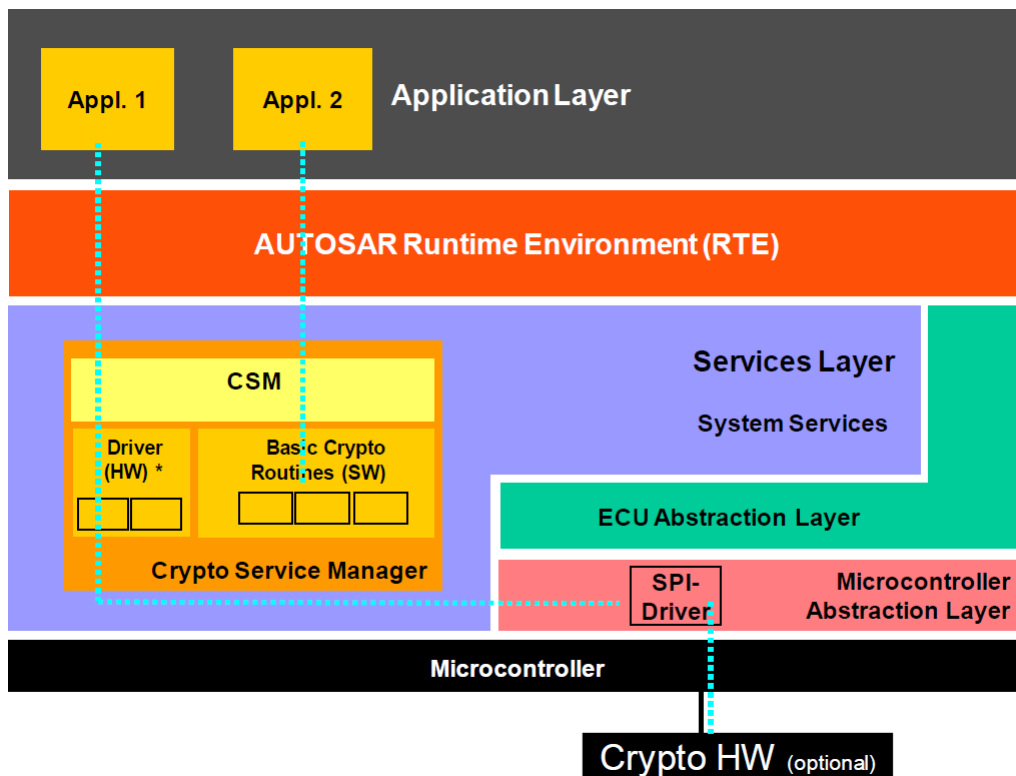 Appl. 1
Appl. 2
Application Layer
AUTOSAR Runtime Environment (RTE)
CSM
Services Layer
System Services
Driver
(HW) *
Basic Crypto
Routines (SW)
ECU Abstraction Layer
Crypto Service Manager
SPI-
Driver
Microcontroller
Abstraction Layer
Microcontroller
Crypto HW (optional)